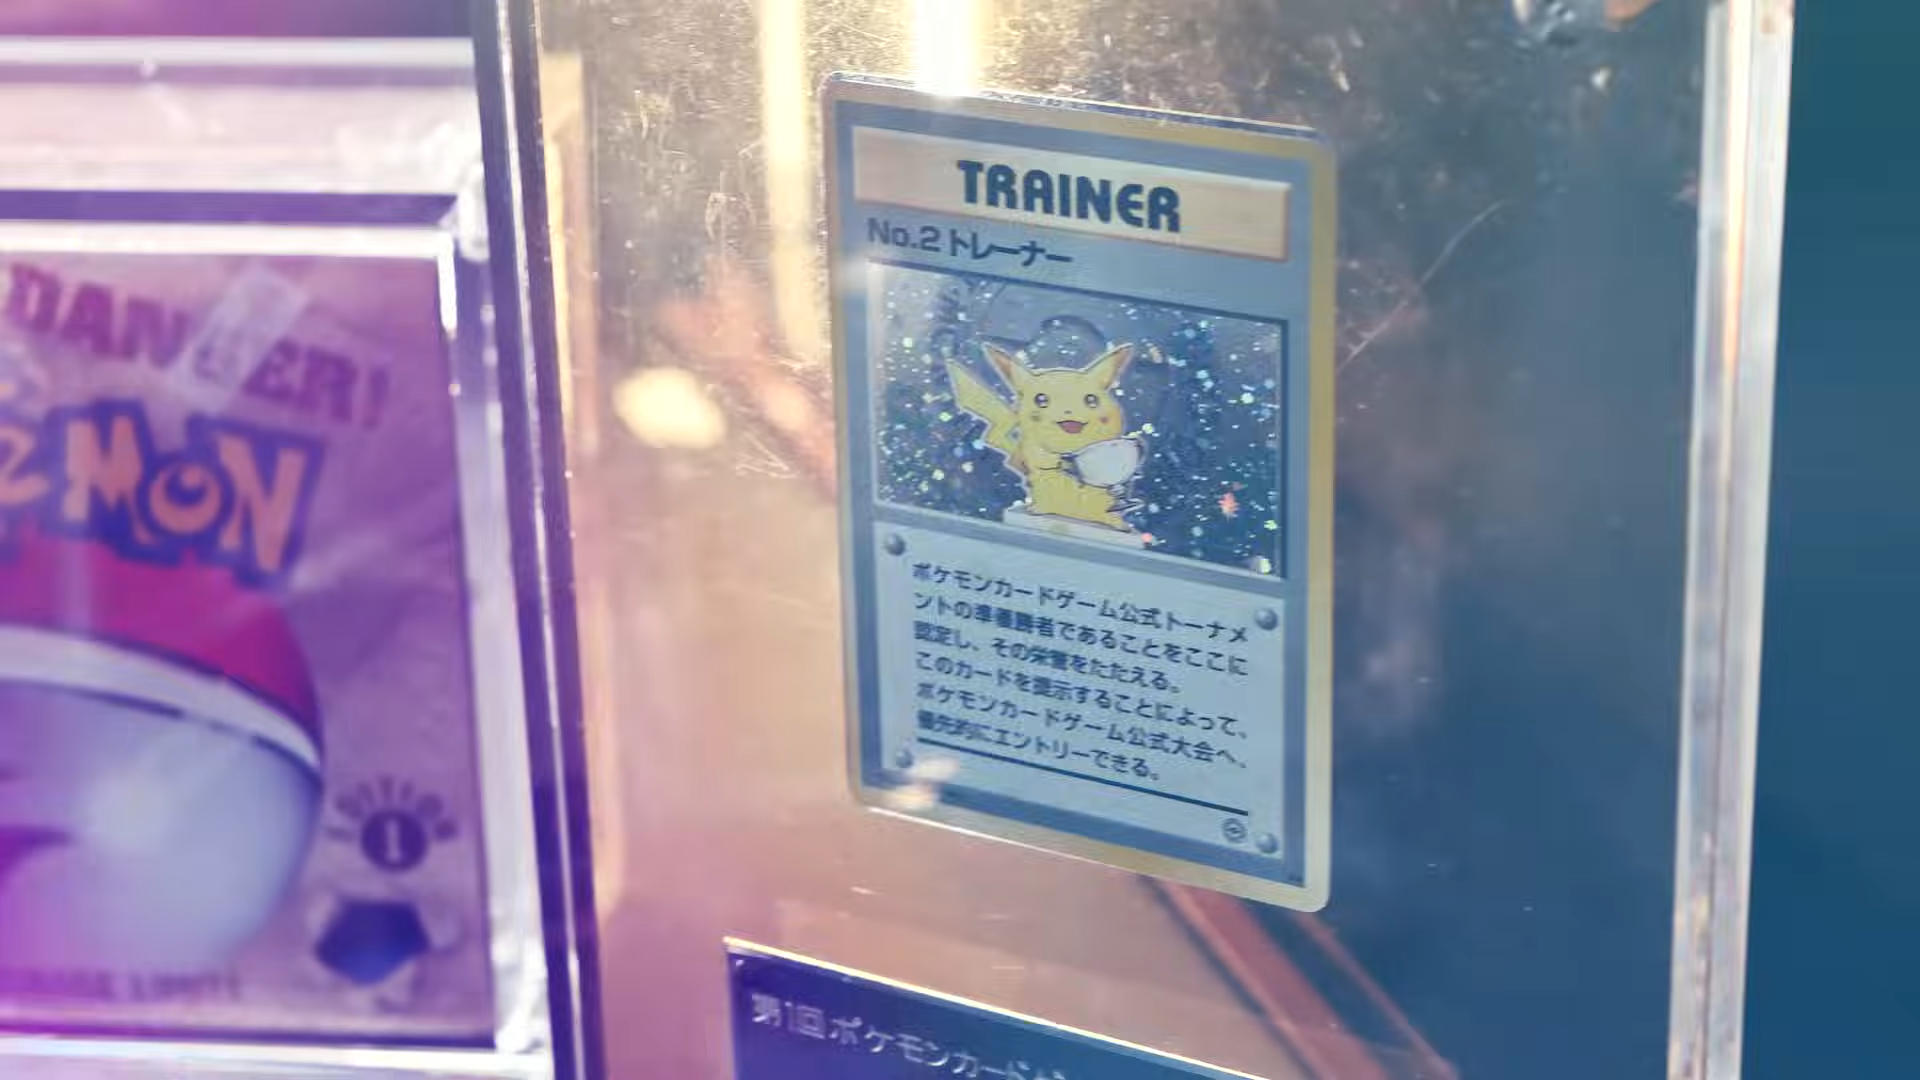 TRAINER
No.2 トレーナー
ポケモンカードゲーム公式トーナメ
ントの準優勝者であることをここに
認定し、その栄誉をたたえる。
このカードを提示することによって、
ポケモンカードゲーム公式大会へ、
優先的にエントリーできる。
DANGER!
EDITION
1
第1回ポケモンカード